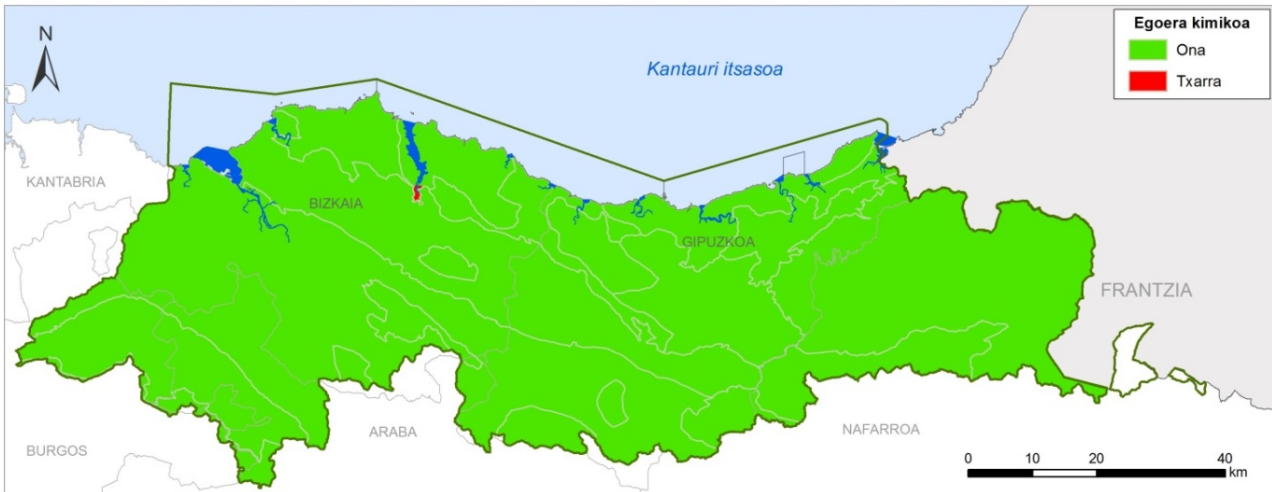 Egoera kimikoa
Ona
Txarra
N
Kantauri itsasoa
KANTABRIA
BIZKAIA
GIPUZKOA
FRANTZIA
BURGOS
ARABA
NAFARROA
0 10 20 40
km